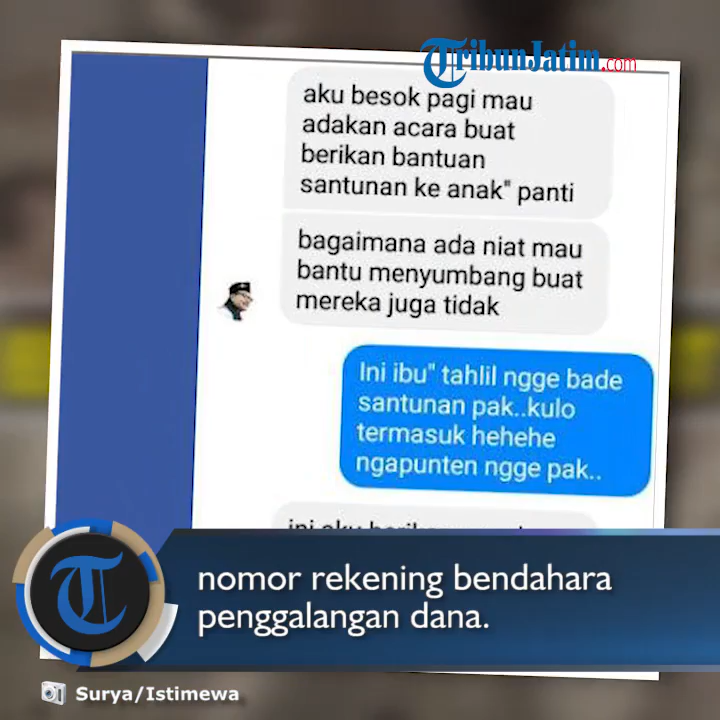 TribunJatim.com
aku besok pagi mau
adakan acara buat
berikan bantuan
santunan ke anak" panti
bagaimana ada niat mau
bantu menyumbang buat
mereka juga tidak
Ini ibu" tahlil ngge bade
santunan pak..kulo
termasuk hehehe
ngapunten ngge pak..
ini aku
T
nomor rekening bendahara
penggalangan dana.
Surya/Istimewa